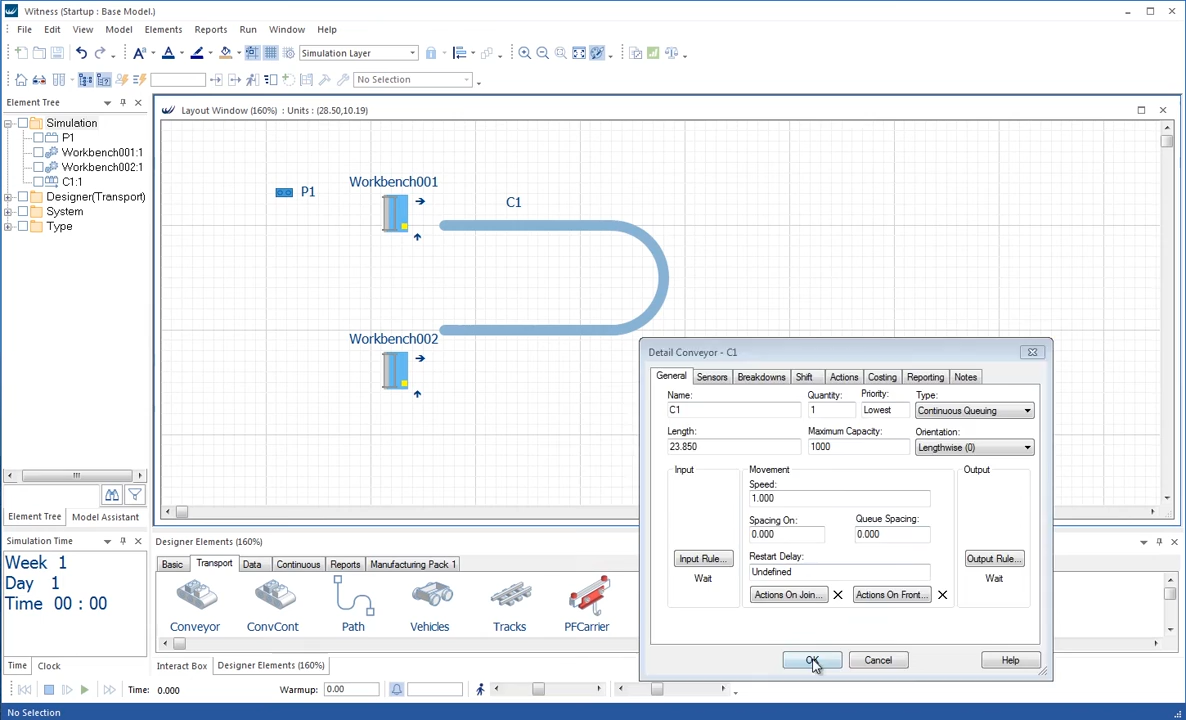 Witness (Startup : Base Model.)
File Edit View Model Elements Reports Run Window Help
Simulation Layer
No Selection
Element Tree
Layout Window (160%) : Units : (28.50,10.19)
Simulation
P1
Workbench001:1
Workbench002:1
C1:1
Designer(Transport)
System
Type
Workbench001
P1
C1
Workbench002
Detail Conveyor - C1
General Sensors Breakdowns Shift Actions Costing Reporting Notes
Name: Quantity: Priority: Type:
C1 1 Lowest Continuous Queuing
Length: Maximum Capacity: Orientation:
23.850 1000 Lengthwise (0)
Input Movement Output
Speed:
1.000
Spacing On: Queue Spacing:
0.000 0.000
Restart Delay:
Input Rule... Output Rule...
Wait Undefined Wait
Actions On Join... Actions On Front...
OK Cancel Help
Element Tree Model Assistant
Simulation Time
Week 1
Day 1
Time 00 : 00
Time Clock
Designer Elements (160%)
Basic Transport Data Continuous Reports Manufacturing Pack 1
Conveyor ConvCont Path Vehicles Tracks PFCarrier
Interact Box Designer Elements (160%)
Time: 0.000 Warmup: 0.00
No Selection